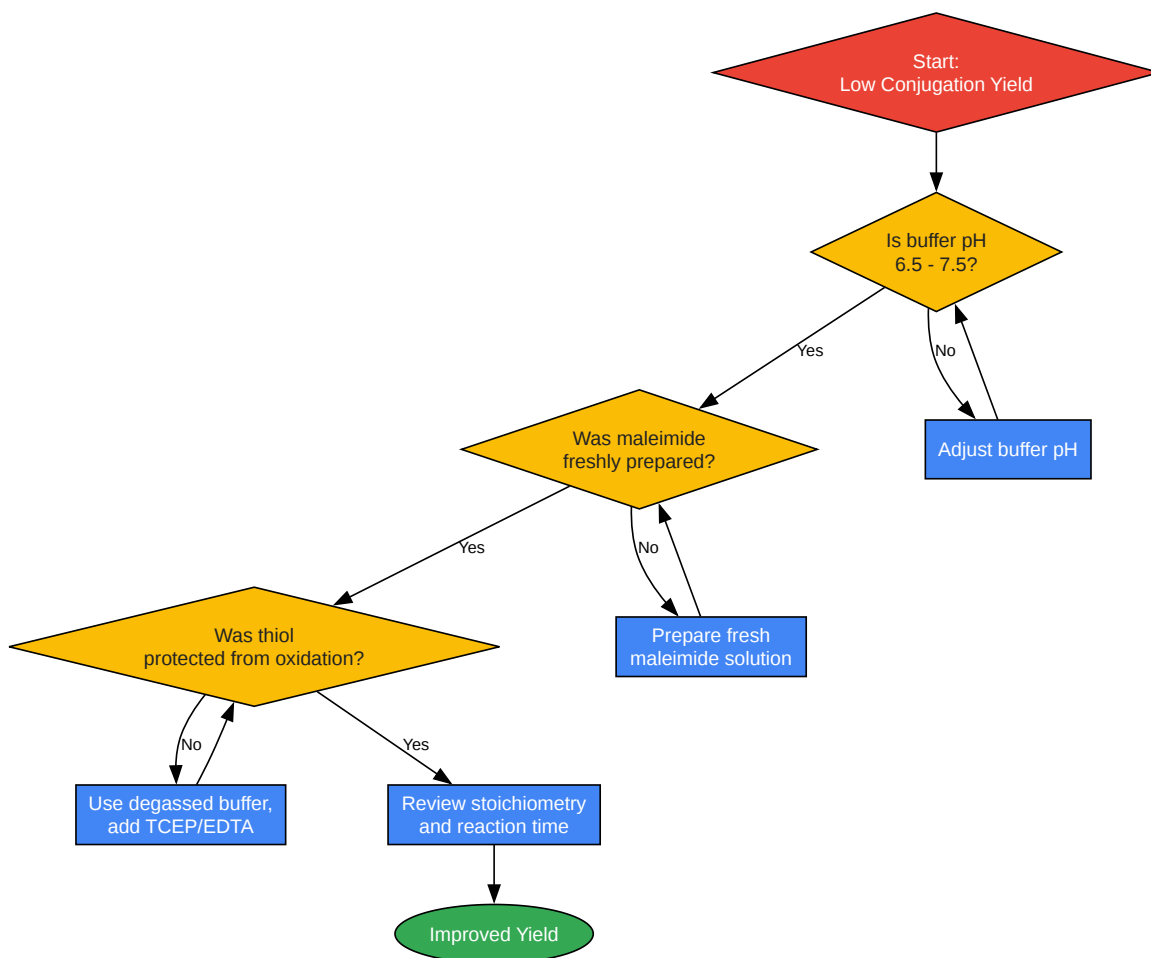 Start:
Low Conjugation Yield
Is buffer pH
6.5 - 7.5?
Yes
No
Was maleimide
freshly prepared?
Adjust buffer pH
Yes
No
Was thiol
protected from oxidation?
Prepare fresh
maleimide solution
No
Yes
Use degassed buffer,
add TCEP/EDTA
Review stoichiometry
and reaction time
Improved Yield